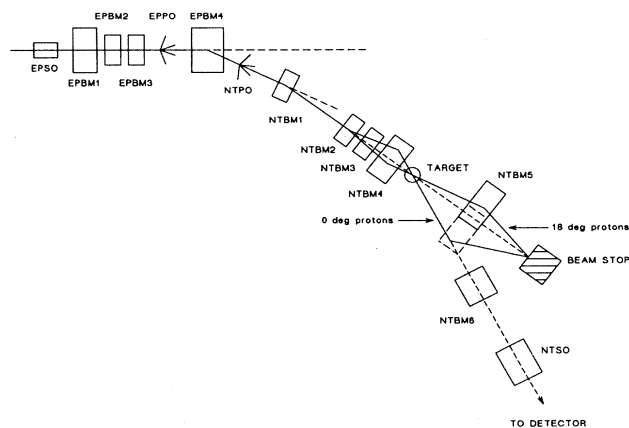 EPBM2
EPPO
EPBM4
EPSO
EPBM1
EPBM3
NTPO
NTBM1
NTBM2
NTBM3
NTBM4
TARGET
NTBM5
0 deg protons
18 deg protons
BEAM STOP
NTBM6
NTSO
TO DETECTOR